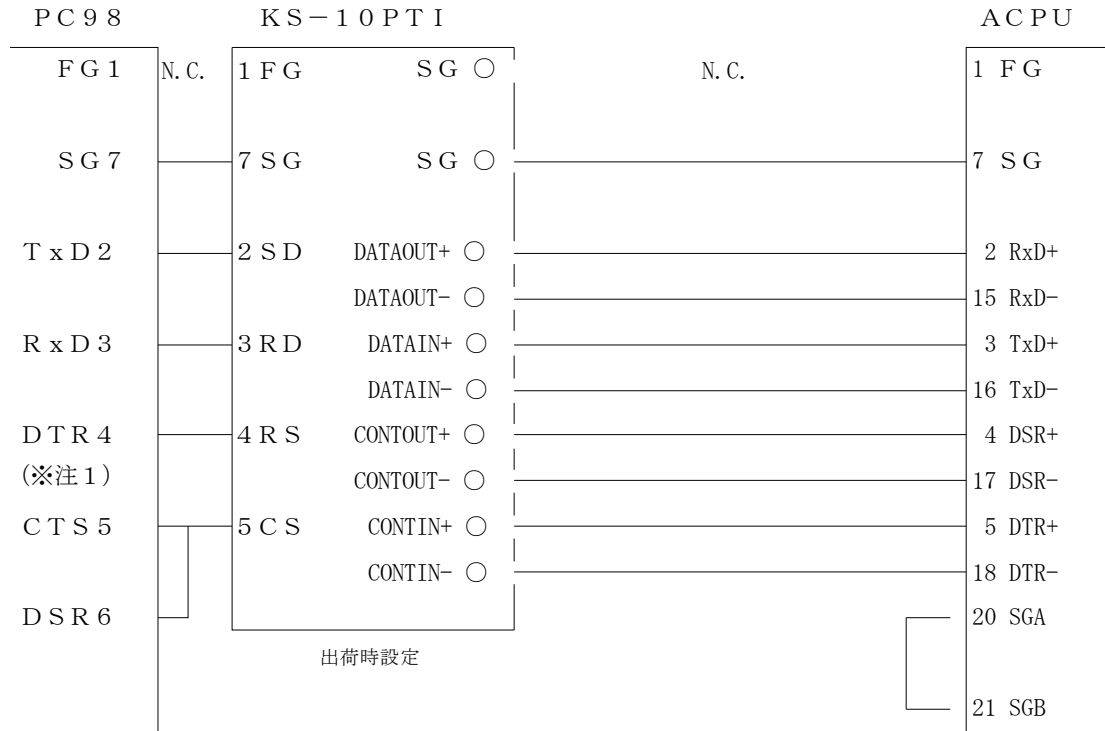 PC98 KS-10PTI ACPU
FG1 N.C. 1FG SG ○ N.C. 1 FG
SG7 7SG SG ○ 7 SG
TxD2 2SD DATAOUT+ ○ 2 RxD+
DATAOUT- ○ 15 RxD-
RxD3 3RD DATAIN+ ○ 3 TxD+
DATAIN- ○ 16 TxD-
DTR4 4RS CONTOUT+ ○ 4 DSR+
(※注1) CONTOUT- ○ 17 DSR-
CTS5 5CS CONTIN+ ○ 5 DTR+
CONTIN- ○ 18 DTR-
DSR6 20 SGA
出荷時設定
21 SGB